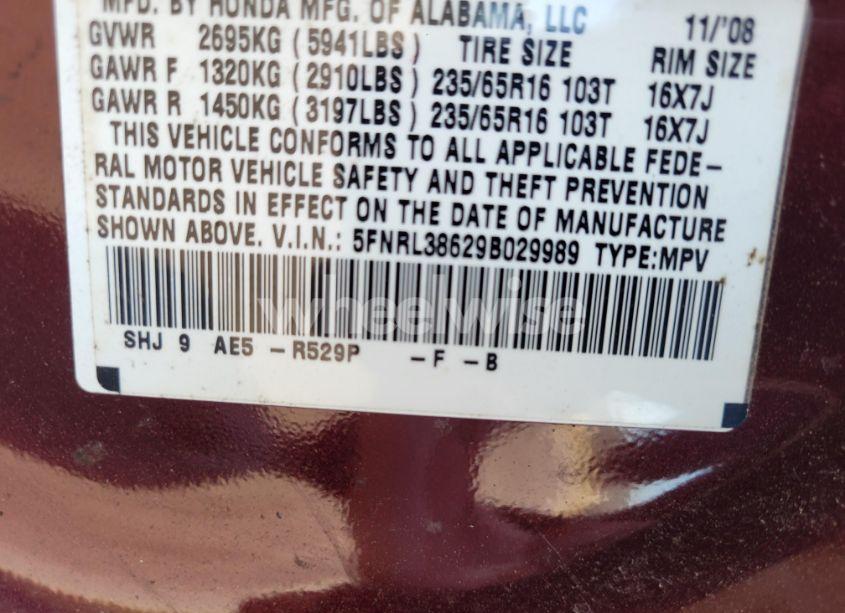 MFD. BY HONDA MFG. OF ALABAMA, LLC 11/'08
GVWR 2695KG (5941LBS) TIRE SIZE RIM SIZE
GAWR F 1320KG (2910LBS) 235/65R16 103T 16X7J
GAWR R 1450KG (3197LBS) 235/65R16 103T 16X7J
THIS VEHICLE CONFORMS TO ALL APPLICABLE FEDE-
RAL MOTOR VEHICLE SAFETY AND THEFT PREVENTION
STANDARDS IN EFFECT ON THE DATE OF MANUFACTURE
SHOWN ABOVE. V.I.N.: 5FNRL38629B029989 TYPE:MPV
wheelwise
SHJ 9 AE5 -R529P -F -B